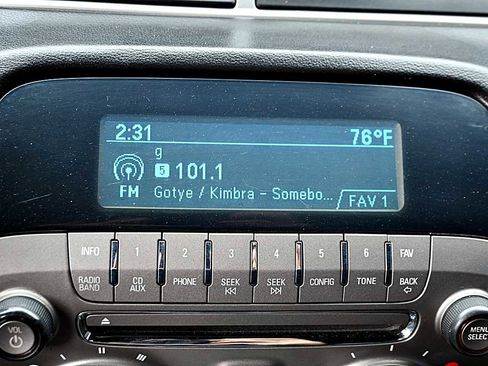 2:31 76°F
g
5 101.1
FM Gotye / Kimbra – Somebo... FAV 1
INFO 1 2 3 4 5 6 FAV
RADIO BAND CD AUX PHONE SEEK SEEK CONFIG TONE BACK
VOL
MENU SELECT